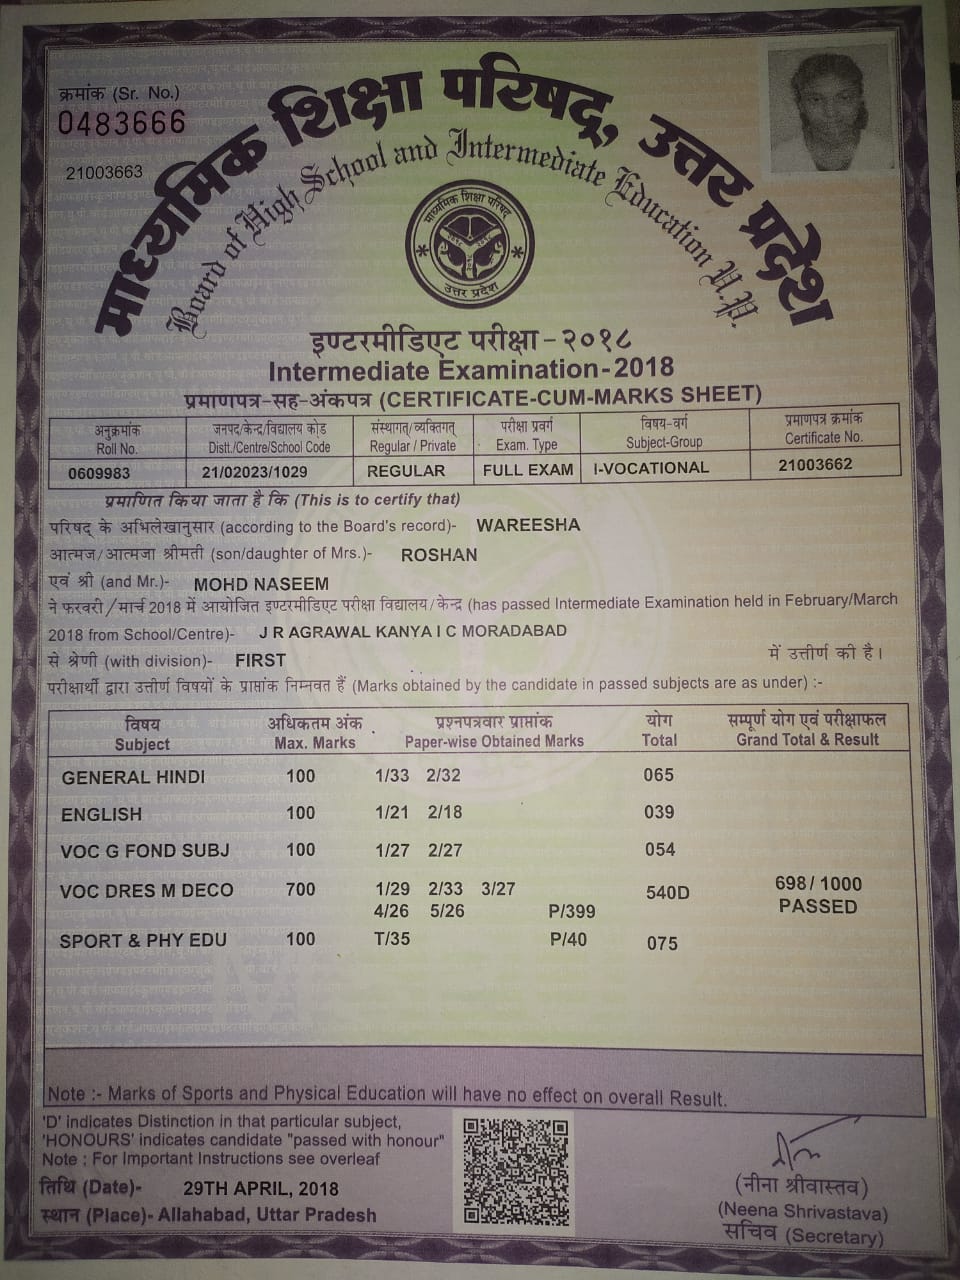 क्रमांक (Sr. No.)
0483666
21003663
माध्यमिक शिक्षा परिषद्, उत्तर प्रदेश
Board of High School and Intermediate Education U.P.
माध्यमिक शिक्षा परिषद्
उत्तर प्रदेश
इण्टरमीडिएट परीक्षा-२०१८
Intermediate Examination-2018
प्रमाणपत्र-सह-अंकपत्र (CERTIFICATE-CUM-MARKS SHEET)
अनुक्रमांक जनपद/केन्द्र/विद्यालय कोड़ संस्थागत्/व्यक्तिगत् परीक्षा प्रवर्ग विषय-वर्ग प्रमाणपत्र क्रमांक
Roll No. Distt./Centre/School Code Regular / Private Exam. Type Subject-Group Certificate No.
0609983 21/02023/1029 REGULAR FULL EXAM I-VOCATIONAL 21003662
प्रमाणित किया जाता है कि (This is to certify that)
परिषद् के अभिलेखानुसार (according to the Board's record)- WAREESHA
आत्मज/आत्मजा श्रीमती (son/daughter of Mrs.)- ROSHAN
एवं श्री (and Mr.)- MOHD NASEEM
ने फरवरी/मार्च 2018 में आयोजित इण्टरमीडिएट परीक्षा विद्यालय/केन्द्र (has passed Intermediate Examination held in February/March
2018 from School/Centre)- J R AGRAWAL KANYA I C MORADABAD
से श्रेणी (with division)- FIRST में उत्तीर्ण की है।
परीक्षार्थी द्वारा उत्तीर्ण विषयों के प्राप्तांक निम्नवत हैं (Marks obtained by the candidate in passed subjects are as under) :-
विषय अधिकतम अंक प्रश्नपत्रवार प्राप्तांक योग सम्पूर्ण योग एवं परीक्षाफल
Subject Max. Marks Paper-wise Obtained Marks Total Grand Total & Result
GENERAL HINDI 100 1/33 2/32 065
ENGLISH 100 1/21 2/18 039
VOC G FOND SUBJ 100 1/27 2/27 054
VOC DRES M DECO 700 1/29 2/33 3/27 540D 698/1000
4/26 5/26 P/399 PASSED
SPORT & PHY EDU 100 T/35 P/40 075
Note :- Marks of Sports and Physical Education will have no effect on overall Result.
'D' indicates Distinction in that particular subject,
'HONOURS' indicates candidate "passed with honour"
Note : For Important Instructions see overleaf
तिथि (Date)- 29TH APRIL, 2018
स्थान (Place)- Allahabad, Uttar Pradesh
(नीना श्रीवास्तव)
(Neena Shrivastava)
सचिव (Secretary)